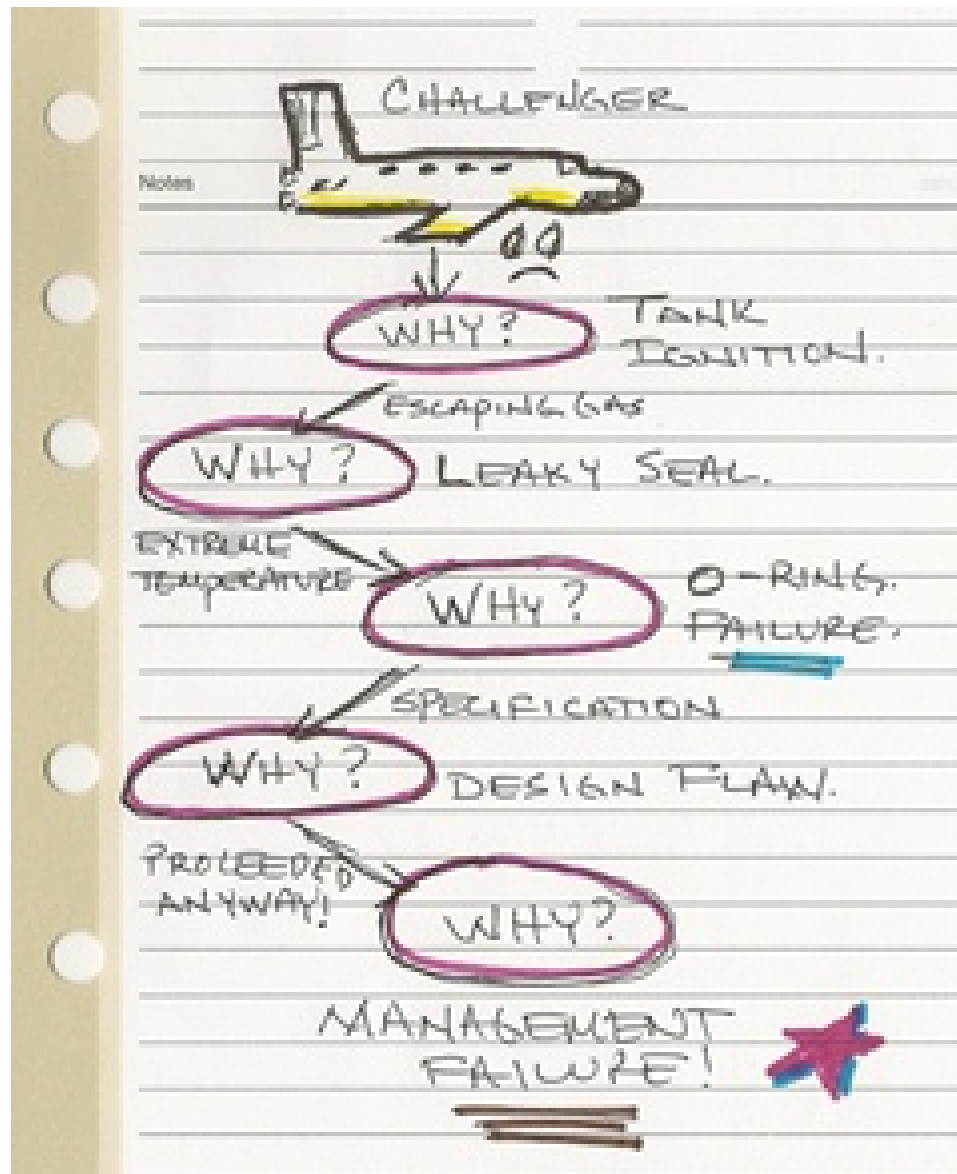 CHALLENGER
Notes
WHY?
TANK
IGNITION.
ESCAPING GAS
WHY?
LEAKY SEAL.
EXTREME
TEMPERATURE
WHY?
O-RING.
FAILURE.
SPECIFICATION
WHY?
DESIGN FLAW.
PROCEEDED
ANYWAY!
WHY?
MANAGEMENT
FAILURE!